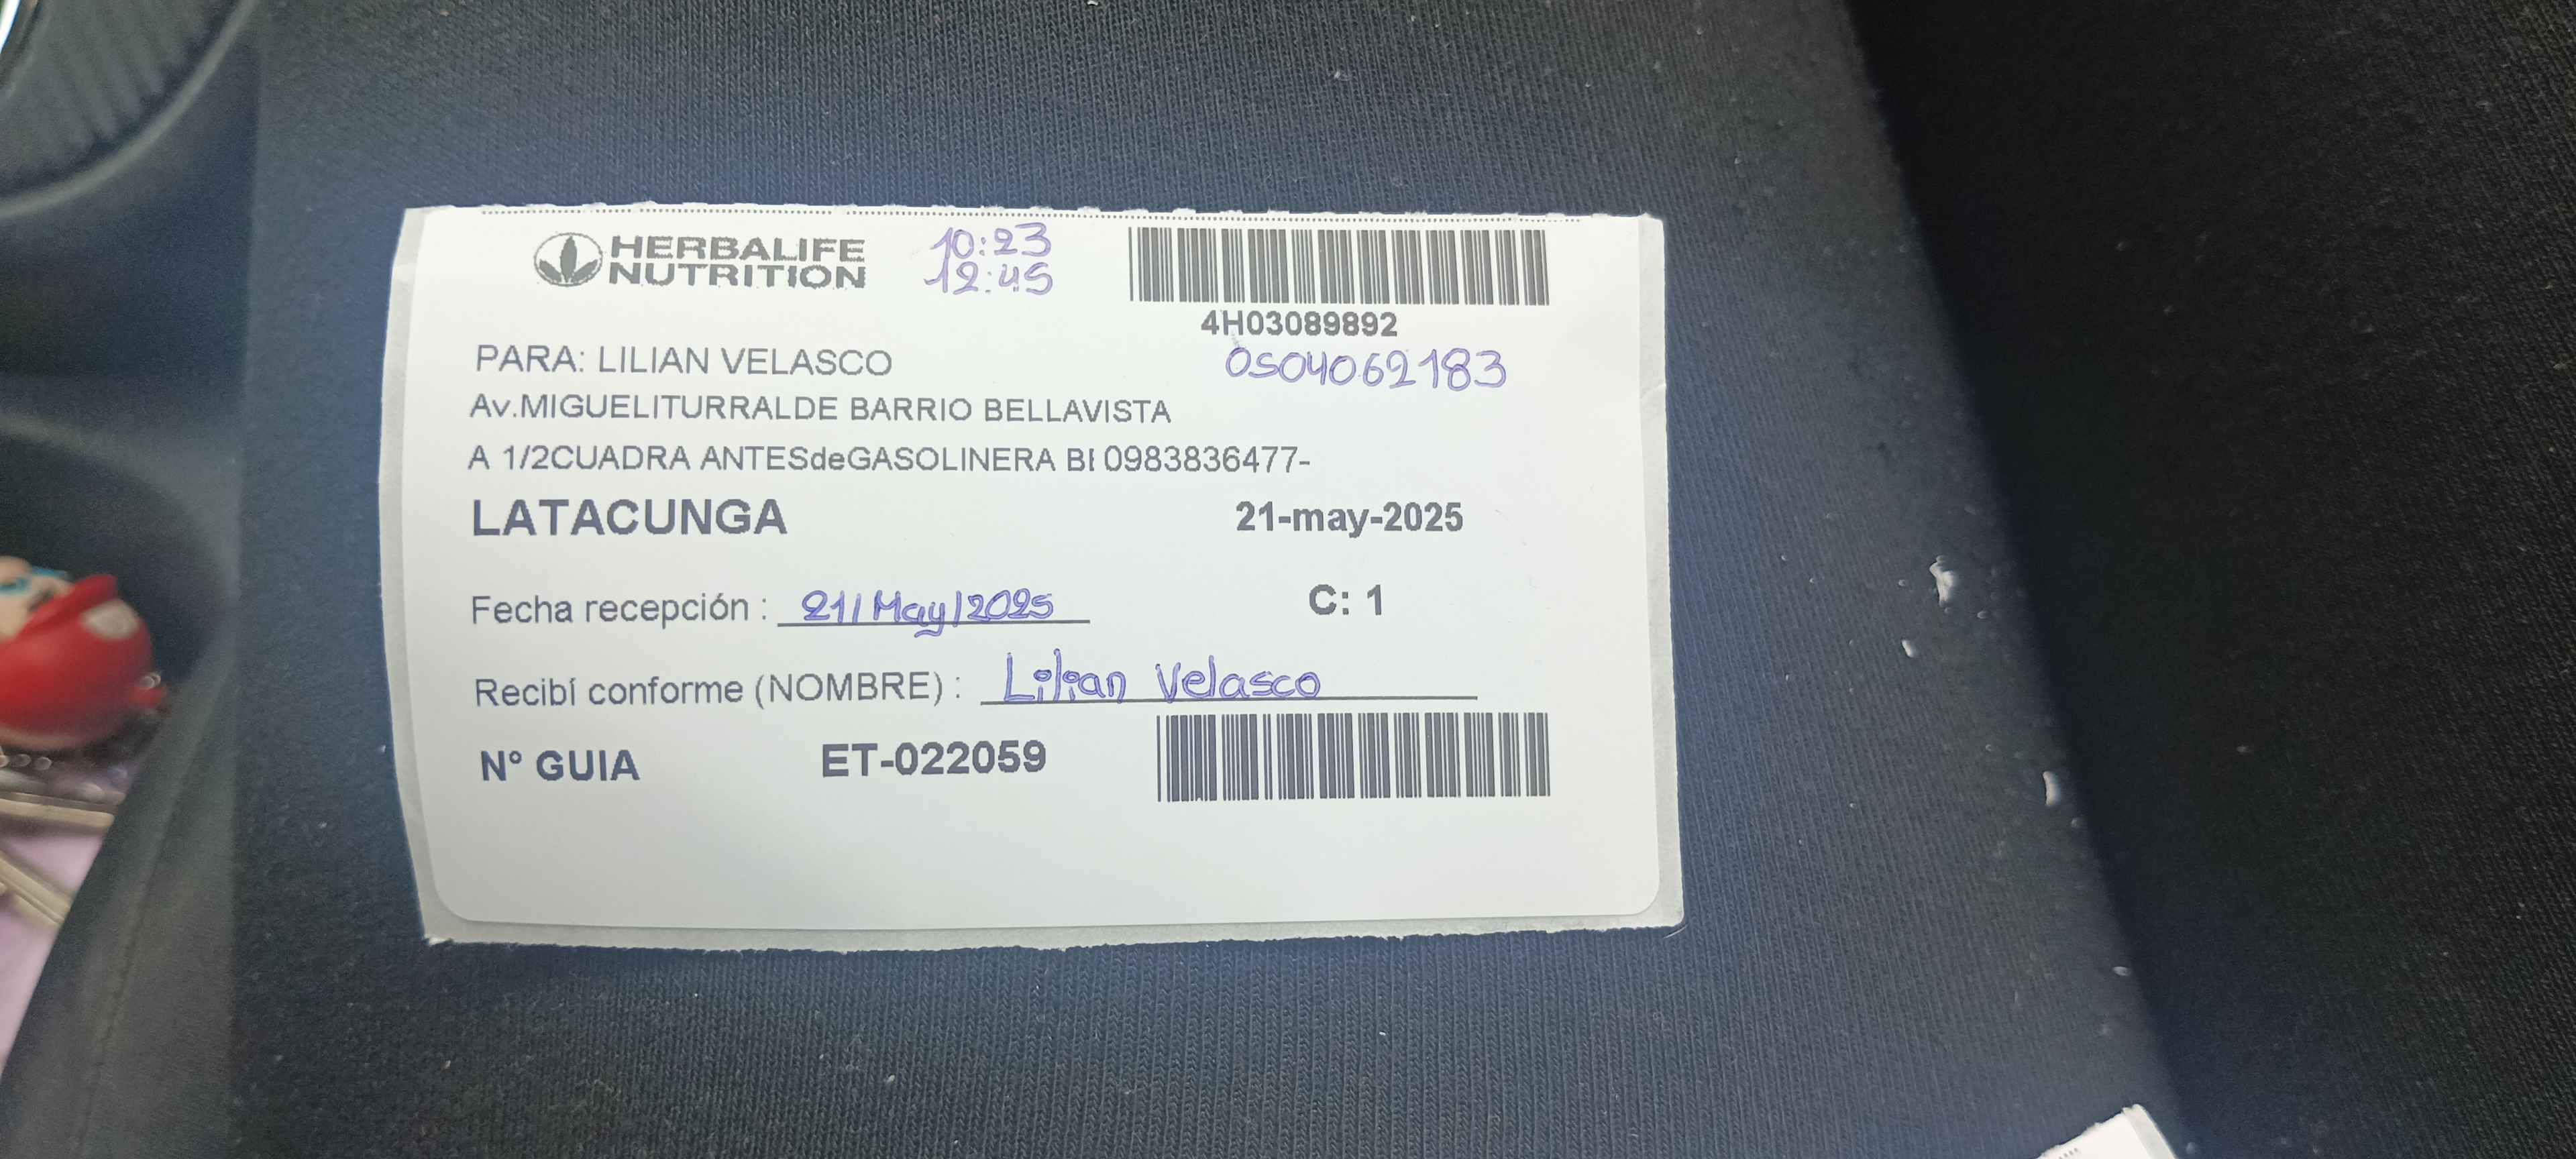 HERBALIFE
NUTRITION
10:23
12:45
4H03089892
PARA: LILIAN VELASCO
0504062183
Av.MIGUELITURRALDE BARRIO BELLAVISTA
A 1/2CUADRA ANTESdeGASOLINERA BI 0983836477-
LATACUNGA
21-may-2025
Fecha recepción : 21/May/2025
C: 1
Recibí conforme (NOMBRE) : Lilian Velasco
N° GUIA ET-022059